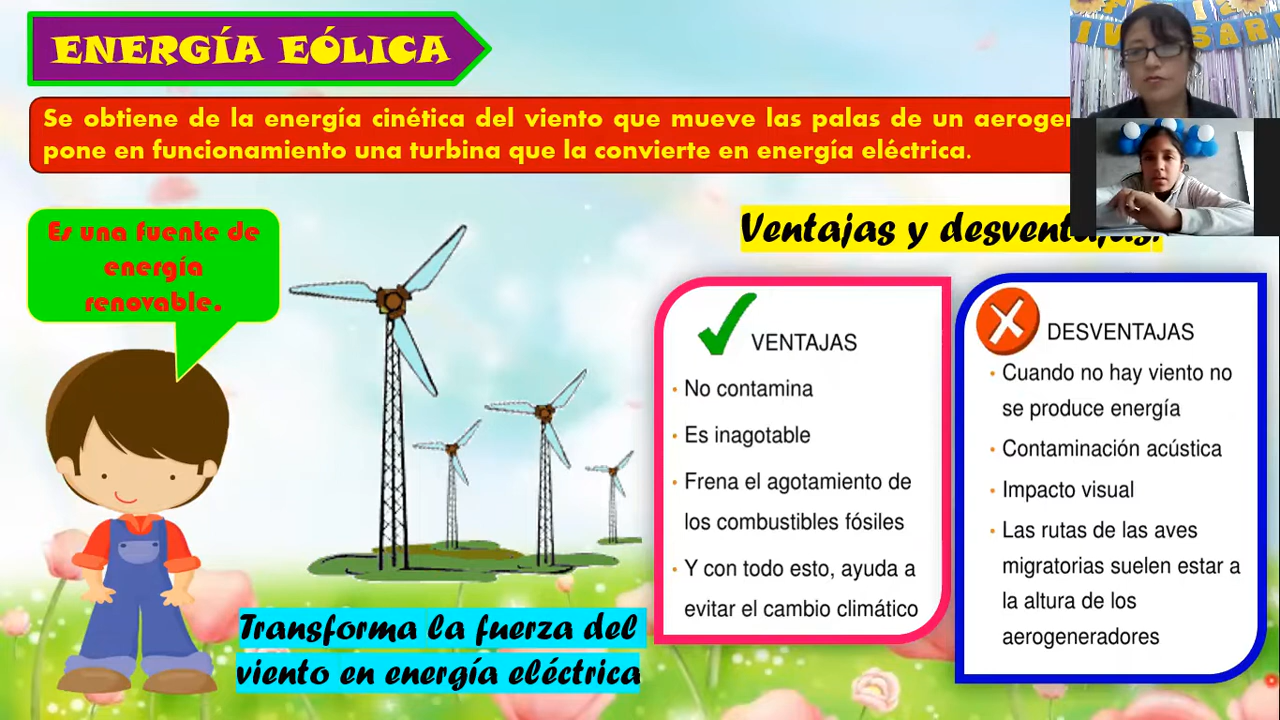 ENERGÍA EÓLICA
Se obtiene de la energía cinética del viento que mueve las palas de un
pone en funcionamiento una turbina que la convierte en energía eléctrica.
Es una fuente de
energía
renovable.
Ventajas y desventajas.
VENTAJAS
No contamina
Es inagotable
Frena el agotamiento de
los combustibles fósiles
Y con todo esto, ayuda a
evitar el cambio climático
DESVENTAJAS
Cuando no hay viento no
se produce energía
Contaminación acústica
Impacto visual
Las rutas de las aves
migratorias suelen estar a
la altura de los
aerogeneradores
Transforma la fuerza del
viento en energía eléctrica